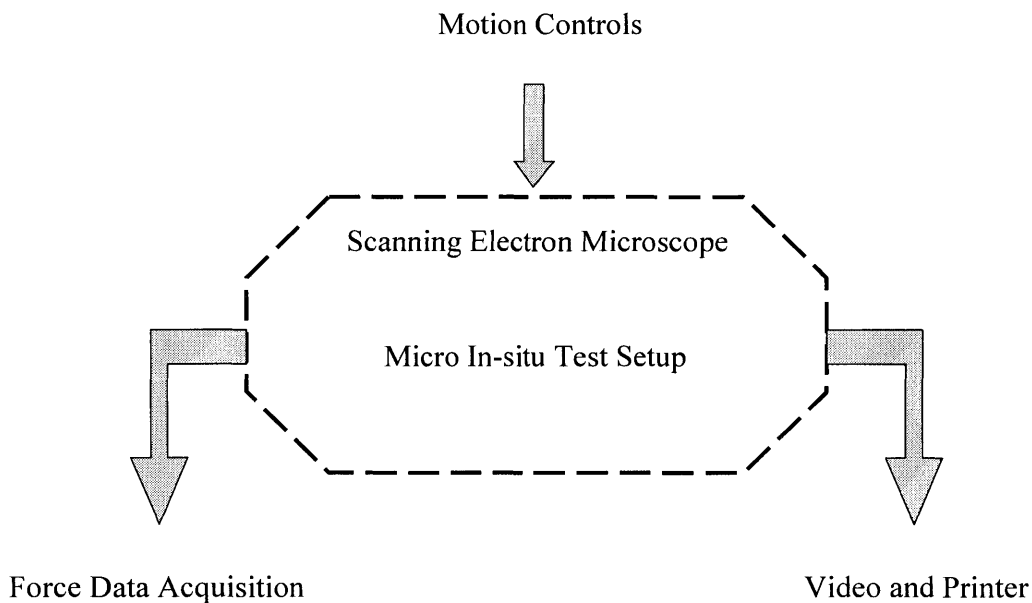 Motion Controls
Scanning Electron Microscope
Micro In-situ Test Setup
Force Data Acquisition
Video and Printer